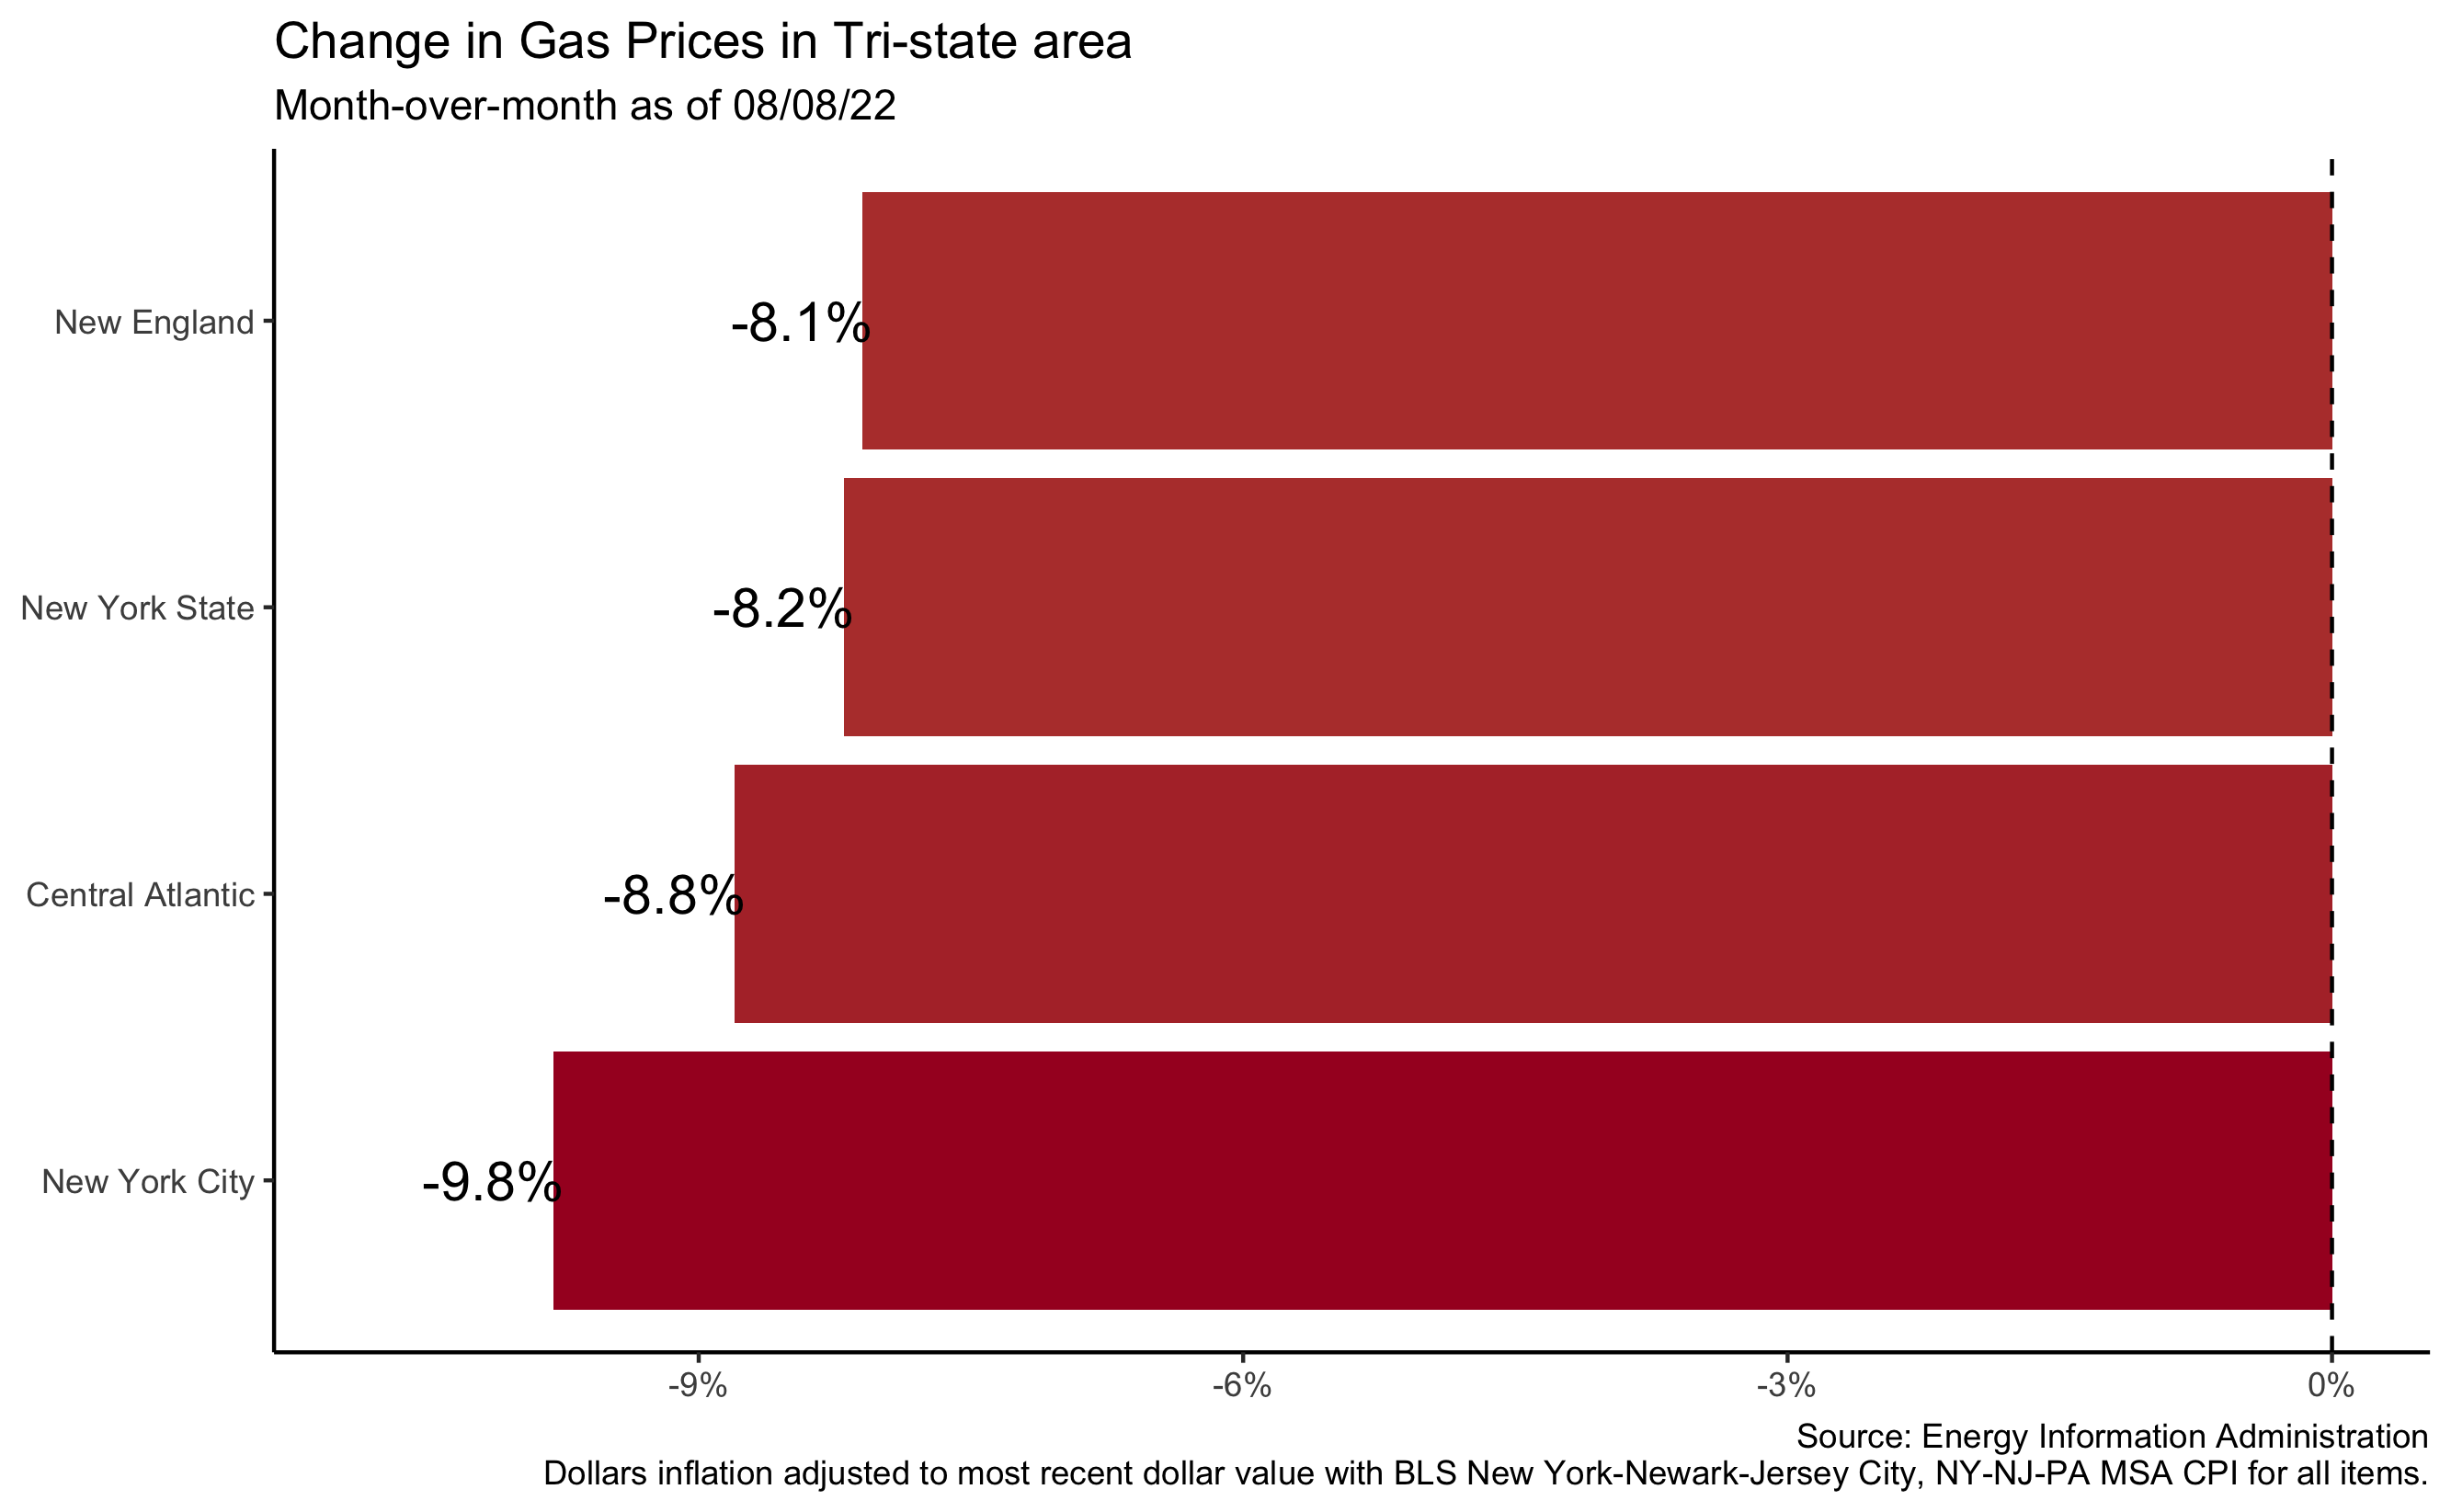 Change in Gas Prices in Tri-state area
Month-over-month as of 08/08/22
New England
-8.1%
New York State
-8.2%
Central Atlantic
-8.8%
New York City
-9.8%
-9%
-6%
-3%
0%
Source: Energy Information Administration
Dollars inflation adjusted to most recent dollar value with BLS New York-Newark-Jersey City, NY-NJ-PA MSA CPI for all items.